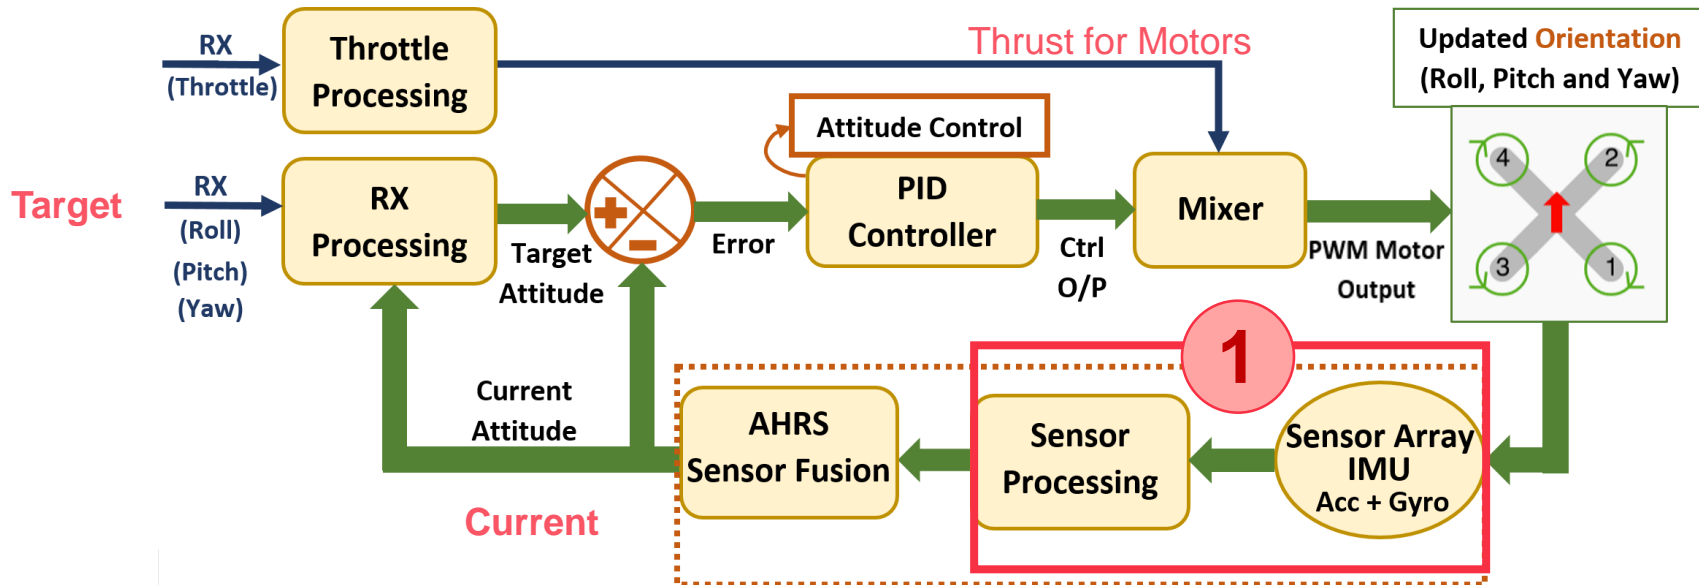 RX
(Throttle)
Throttle
Processing
Thrust for Motors
Updated Orientation
(Roll, Pitch and Yaw)
Attitude Control
Target
RX
(Roll)
(Pitch)
(Yaw)
RX
Processing
Target
Attitude
Error
PID
Controller
Ctrl
O/P
Mixer
PWM Motor
Output
4
2
3
1
1
Current
Attitude
AHRS
Sensor Fusion
Sensor
Processing
Sensor Array
IMU
Acc + Gyro
Current